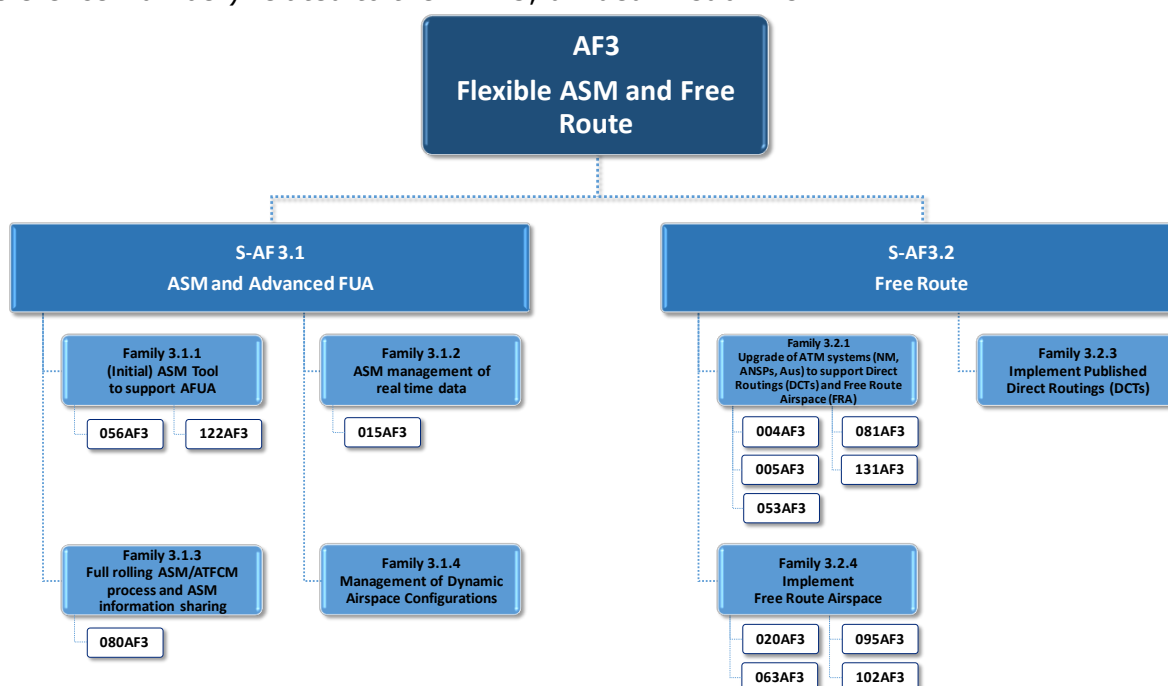 AF3
Flexible ASM and Free
Route
S-AF 3.1
ASM and Advanced FUA
S-AF3.2
Free Route
Family 3.1.1
(Initial) ASM Tool
to support AFUA
Family 3.1.2
ASM management of
real time data
Family 3.2.1
Upgrade of ATM systems (NM,
ANSPs, Aus) to support Direct
Routings (DCTs) and Free Route
Airspace (FRA)
Family 3.2.3
Implement Published
Direct Routings (DCTs)
056AF3
122AF3
015AF3
004AF3
081AF3
005AF3
131AF3
053AF3
Family 3.1.3
Full rolling ASM/ATFCM
process and ASM
information sharing
Family 3.1.4
Management of Dynamic
Airspace Configurations
Family 3.2.4
Implement
Free Route Airspace
080AF3
020AF3
095AF3
063AF3
102AF3